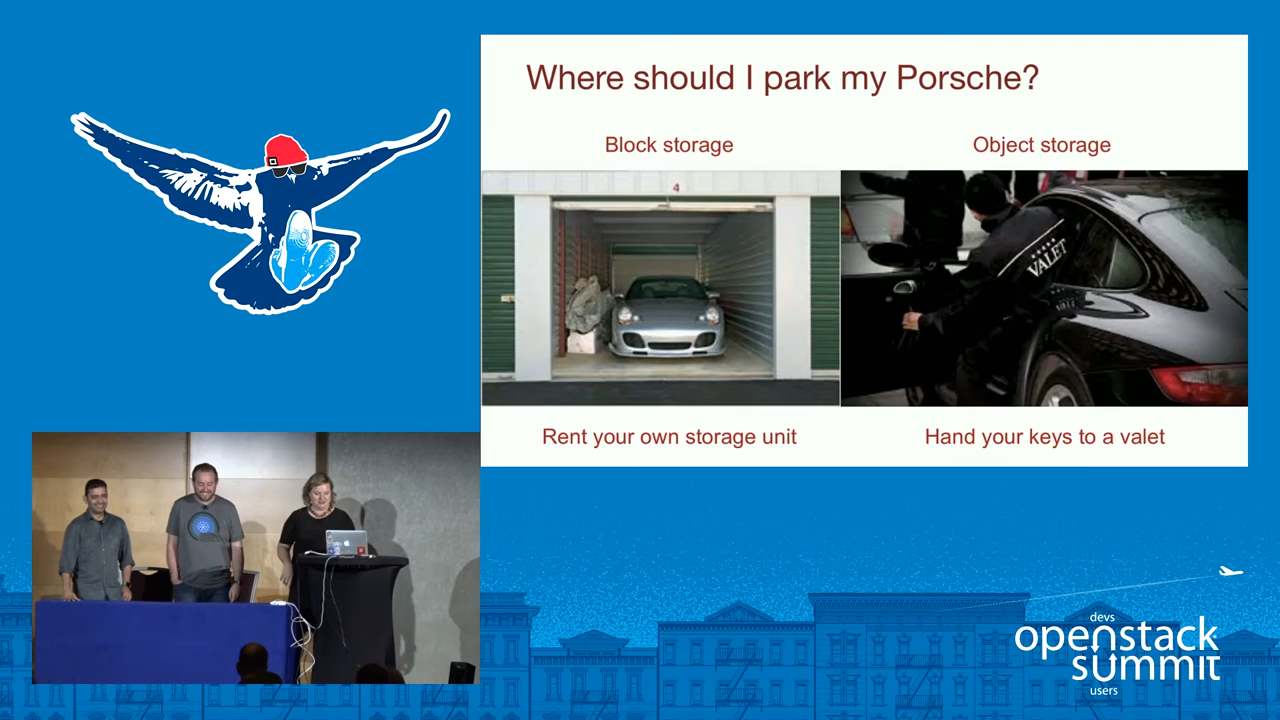 Where should I park my Porsche?
Block storage
Object storage
4
VALET
Rent your own storage unit
Hand your keys to a valet
devs
openstack
summit
users